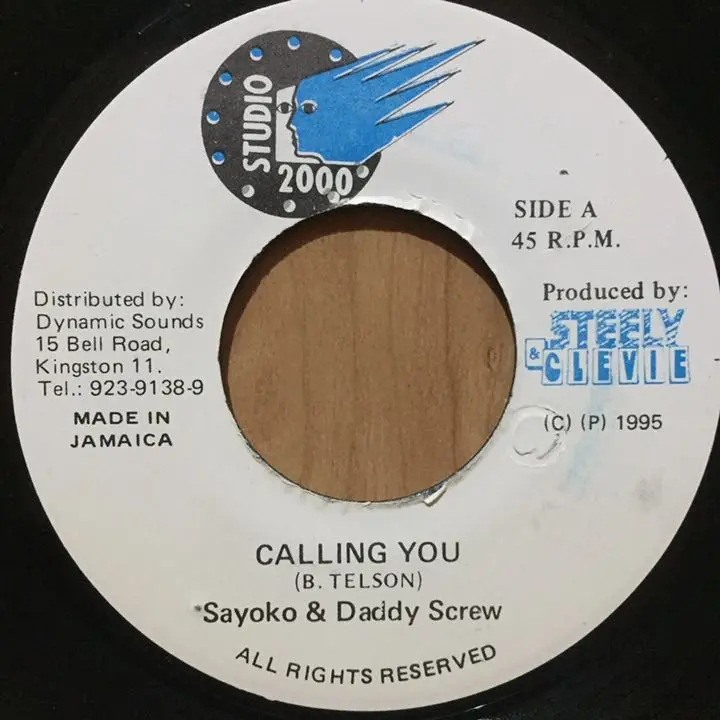 STUDIO
2000
SIDE A
45 R.P.M.
Distributed by:
Dynamic Sounds
15 Bell Road,
Kingston 11.
Tel.: 923-9138-9
MADE IN
JAMAICA
Produced by:
STEELY
& CLEVIE
(C) (P) 1995
CALLING YOU
(B. TELSON)
Sayoko & Daddy Screw
ALL RIGHTS RESERVED